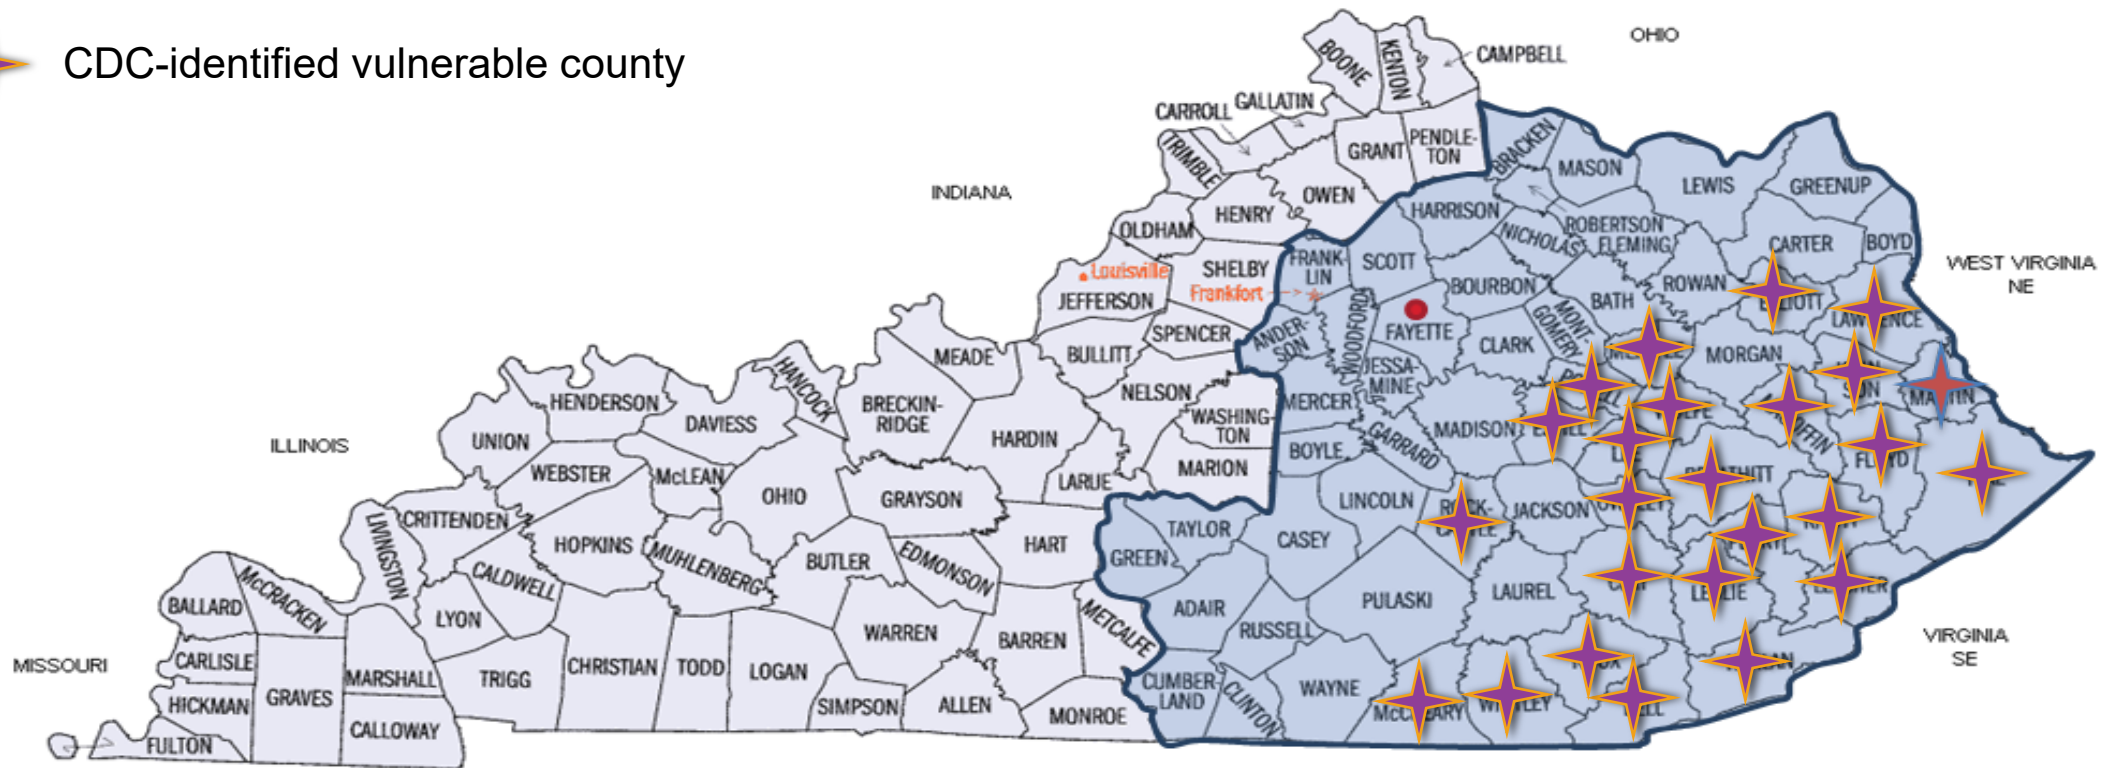 CDC-identified vulnerable county
OHIO
BOONE
KENTON
CAMPBELL
CARROLL
GALLATIN
TRIMBLE
GRANT
PENDLE-
TON
BRACKEN
MASON
LEWIS
GREENUP
INDIANA
OWEN
HENRY
OLDHAM
HARRISON
ROBERTSON
NICHOLAS
FLEMING
CARTER
BOYD
WEST VIRGINIA
NE
Louisville
SHELBY
Frankfort
FRANK-
LIN
SCOTT
BOURBON
BATH
ROWAN
JEFFERSON
SPENCER
ANDER-
SON
WOODFORD
FAYETTE
CLARK
MONT-
GOMERY
MORGAN
MEADE
BULLITT
NELSON
JESSA-
MINE
MERCER
HANCOCK
HENDERSON
DAVIESS
BRECKIN-
RIDGE
WASHING-
TON
MARTIN
UNION
HARDIN
GARRARD
MADISON
BOYLE
ILLINOIS
WEBSTER
McLEAN
OHIO
GRAYSON
LARUE
MARION
LINCOLN
JACKSON
LIVINGSTON
CRITTENDEN
HOPKINS
MUHLENBERG
BUTLER
EDMONSON
HART
GREEN
TAYLOR
CASEY
BALLARD
McCRACKEN
CALDWELL
LYON
WARREN
BARREN
METCALFE
ADAIR
RUSSELL
PULASKI
LAUREL
LESLIE
VIRGINIA
SE
MISSOURI
CARLISLE
MARSHALL
TRIGG
CHRISTIAN
TODD
LOGAN
HICKMAN
GRAVES
SIMPSON
ALLEN
MONROE
CUMBER-
LAND
CLINTON
WAYNE
CALLOWAY
FULTON